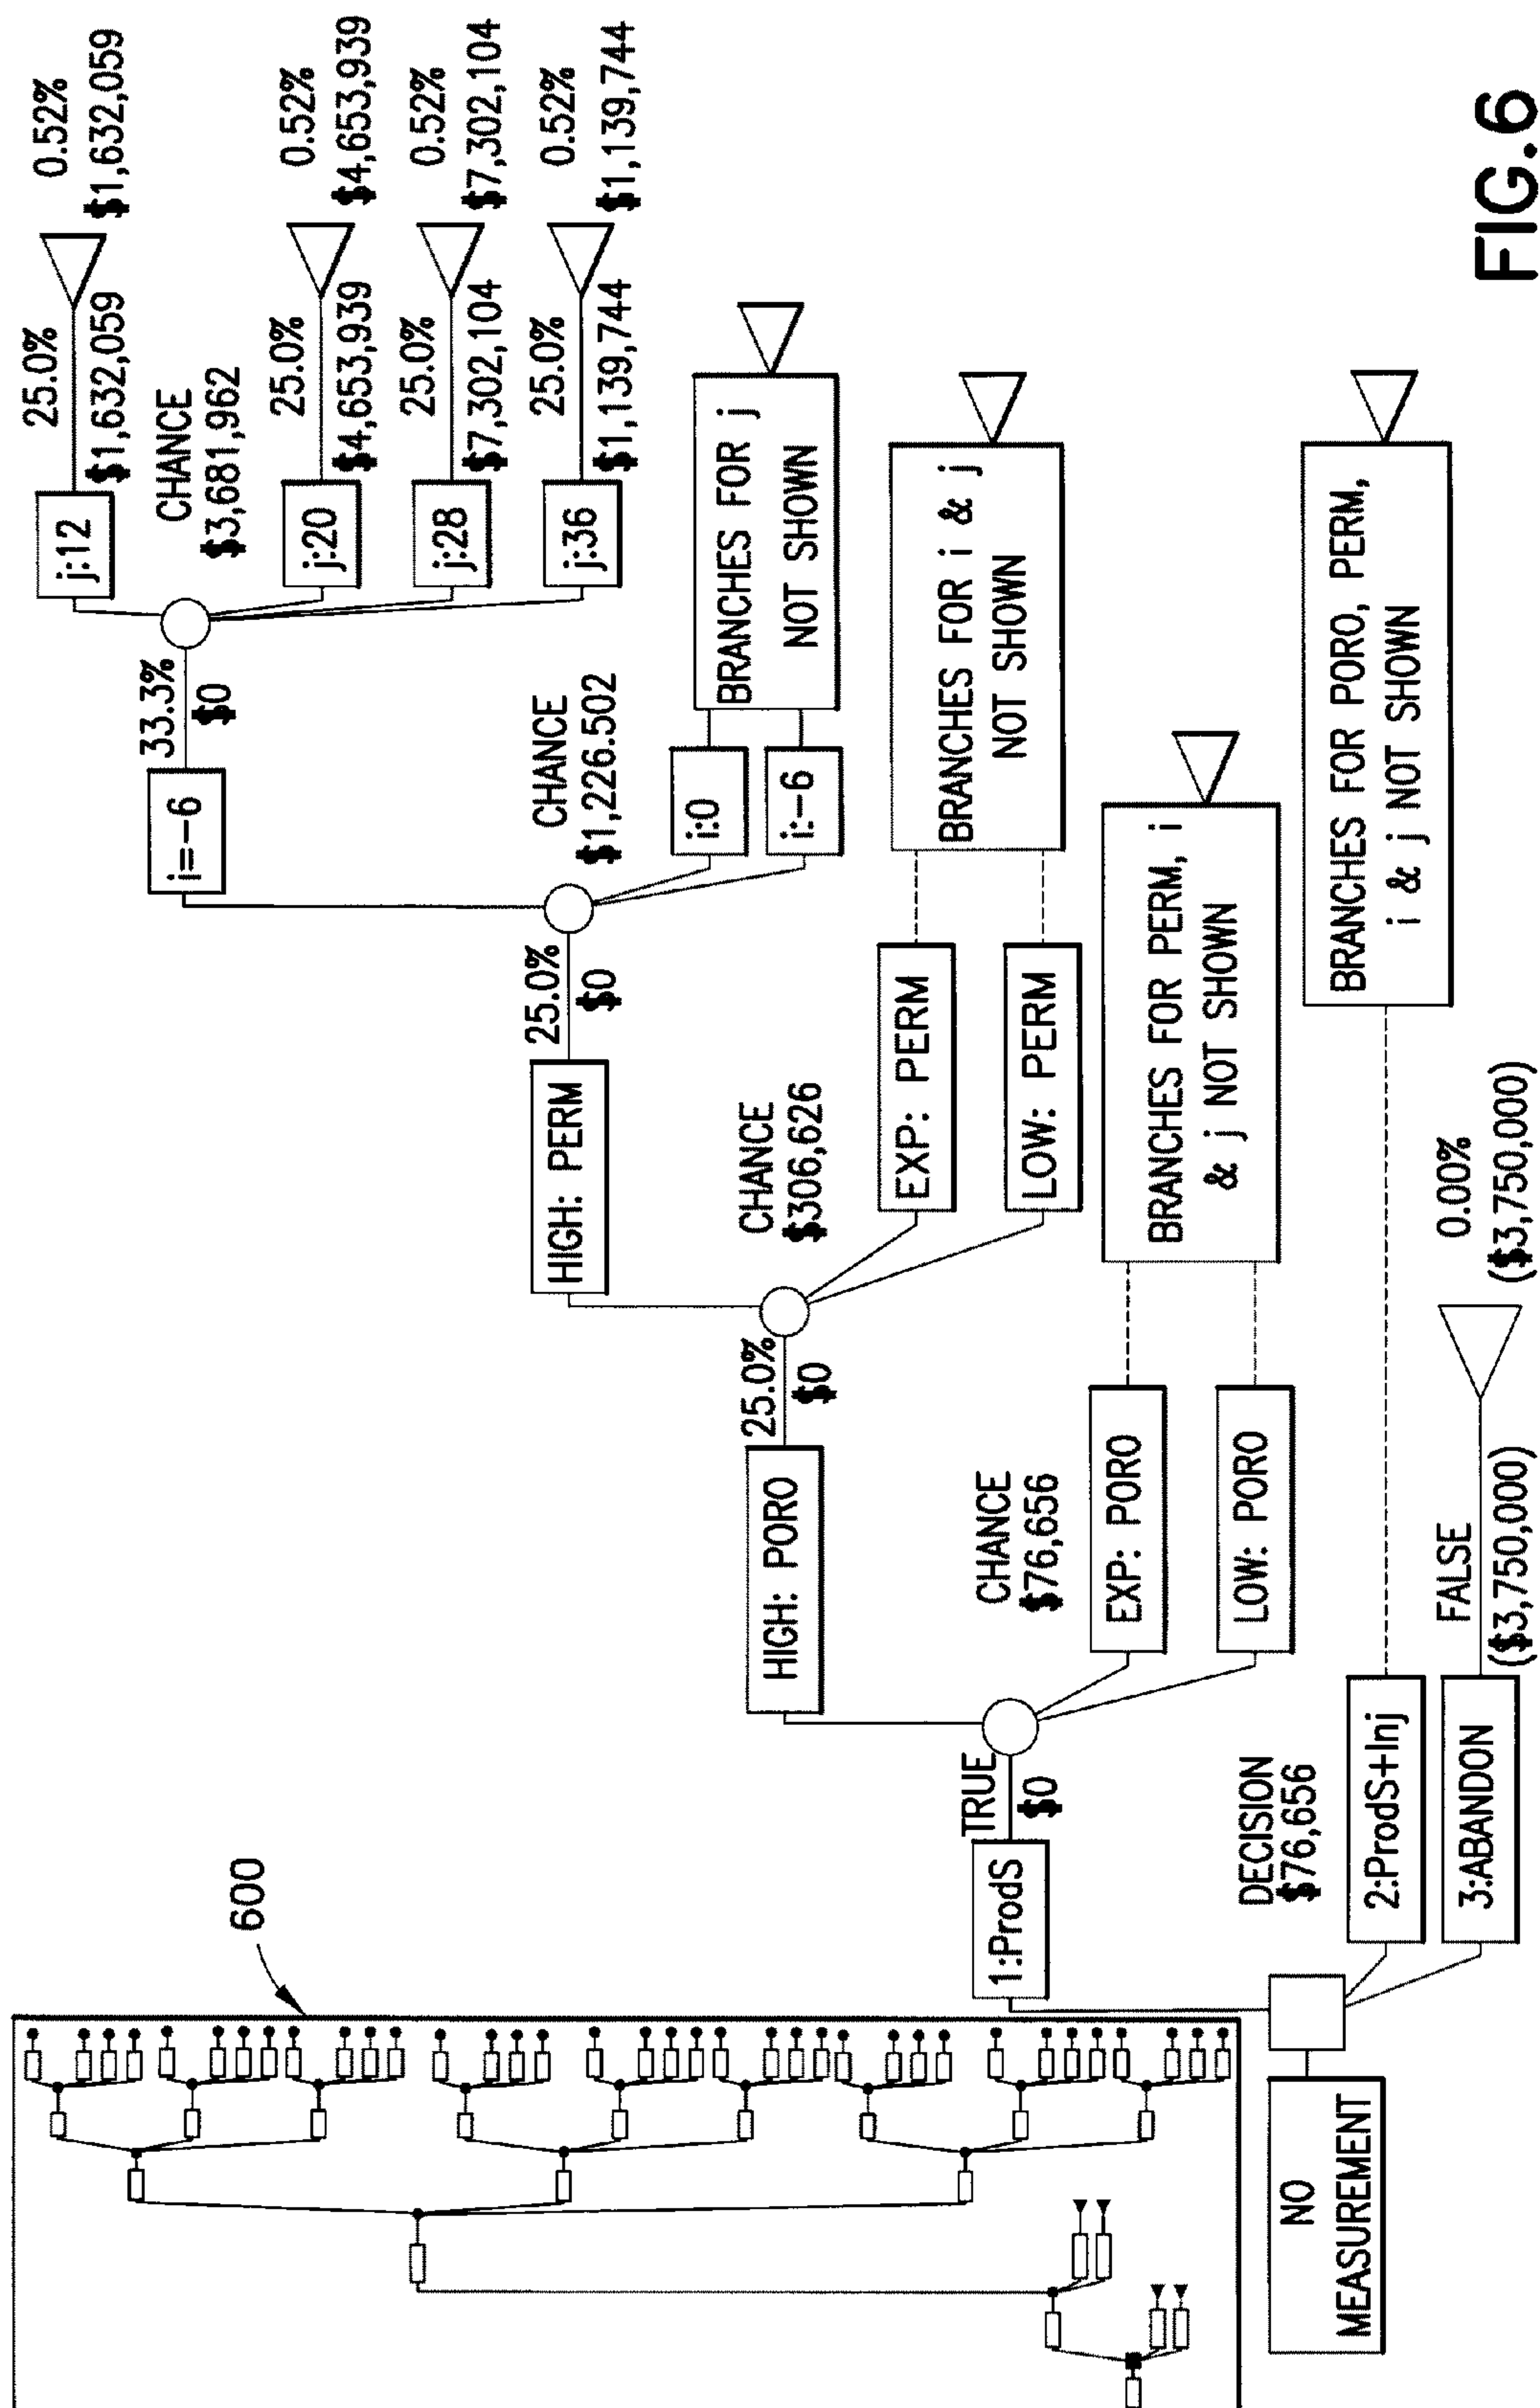 600
NO
MEASUREMENT
DECISION
$76,656
1:ProdS
TRUE
$0
2:ProdS+Inj
3:ABANDON
FALSE
($3,750,000)
0.00%
($3,750,000)
CHANCE
$76,656
HIGH: PORO
25.0%
$0
EXP: PORO
LOW: PORO
BRANCHES FOR PERM, i
& j NOT SHOWN
BRANCHES FOR PORO, PERM,
i & j NOT SHOWN
CHANCE
$306,626
HIGH: PERM
25.0%
$0
EXP: PERM
LOW: PERM
BRANCHES FOR i & j
NOT SHOWN
CHANCE
$1,226.502
i=-6
33.3%
$0
i:0
i:-6
BRANCHES FOR j
NOT SHOWN
CHANCE
$3,681,962
j:12
25.0%
$1,632,059
0.52%
$1,632,059
j:20
25.0%
$4,653,939
0.52%
$4,653,939
j:28
25.0%
$7,302,104
0.52%
$7,302,104
j:36
25.0%
$1,139,744
0.52%
$1,139,744
FIG.6